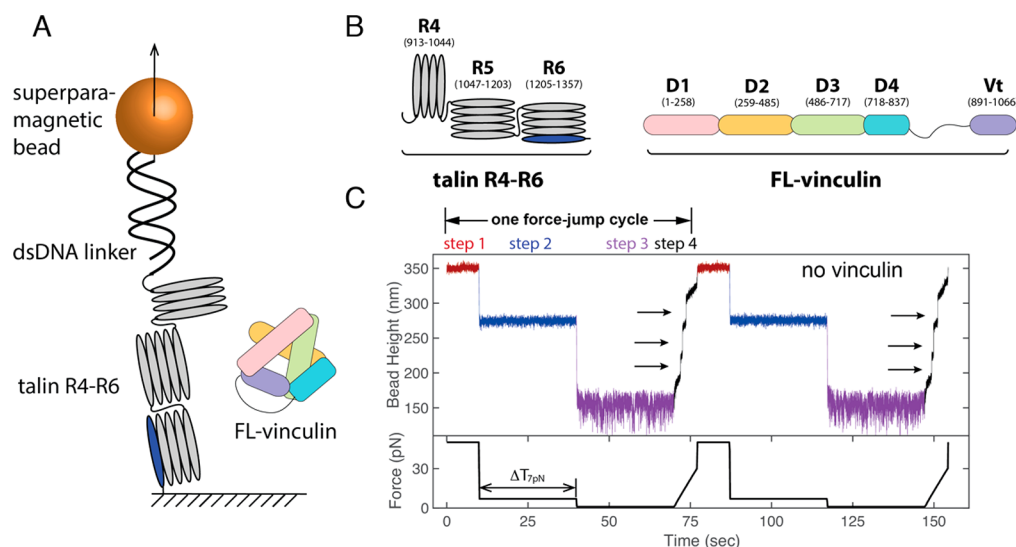 A
superpara-
magnetic
bead
dsDNA linker
talin R4-R6
FL-vinculin
B
R4
(913-1044)
R5
(1047-1203)
R6
(1205-1357)
talin R4-R6
D1
(1-258)
D2
(259-485)
D3
(486-717)
D4
(718-837)
Vt
(891-1066)
FL-vinculin
C
one force-jump cycle
step 1 step 2 step 3 step 4
no vinculin
Bead Height (nm)
350
300
250
200
150
Force (pN)
30
0
ΔT7pN
0 25 50 75 100 125 150
Time (sec)